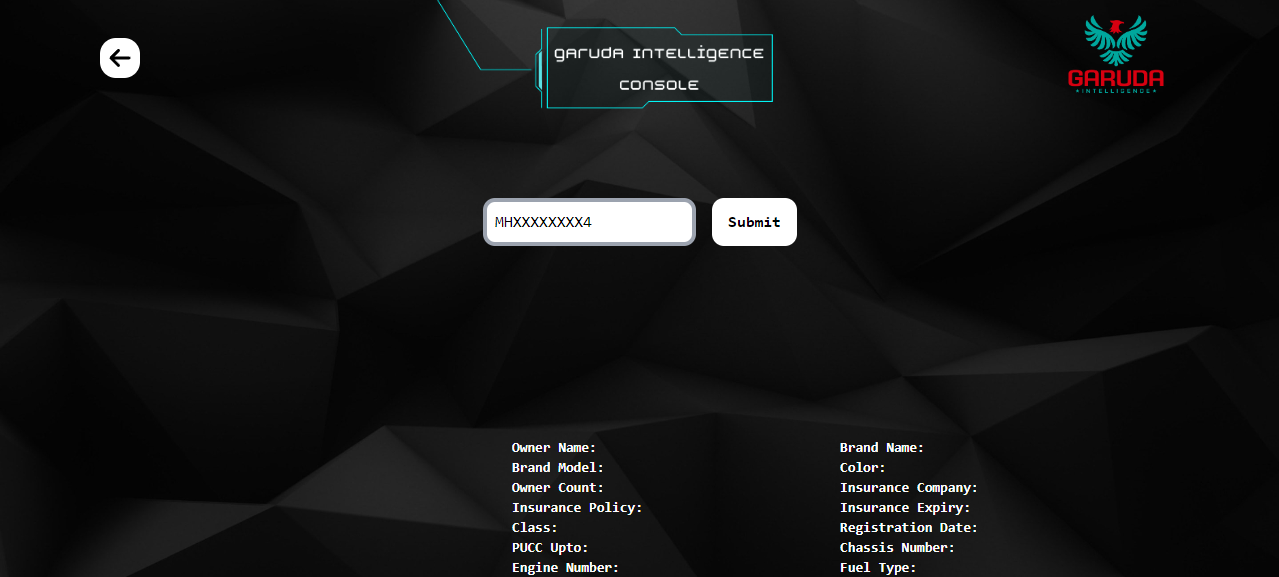 GARUDA INTELLIGENCE
CONSOLE
GARUDA
INTELLIGENCE
MHXXXXXXXX4
Submit
Owner Name:
Brand Name:
Brand Model:
Color:
Owner Count:
Insurance Company:
Insurance Policy:
Insurance Expiry:
Class:
Registration Date:
PUCC Upto:
Chassis Number:
Engine Number:
Fuel Type: